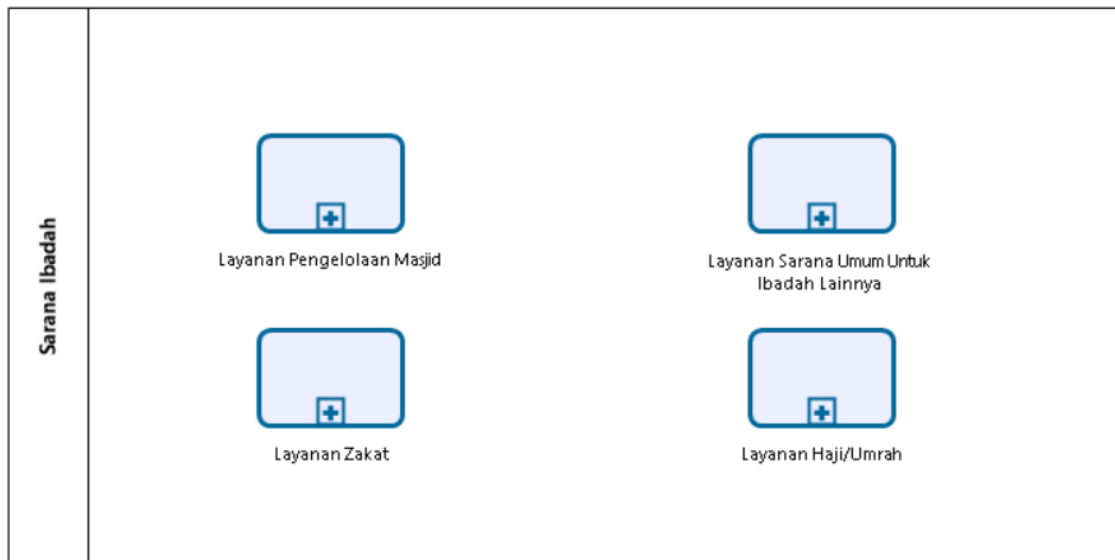 Sarana Ibadah
Layanan Pengelolaan Masjid
Layanan Sarana Umum Untuk
Ibadah Lainnya
Layanan Zakat
Layanan Haji/Umrah